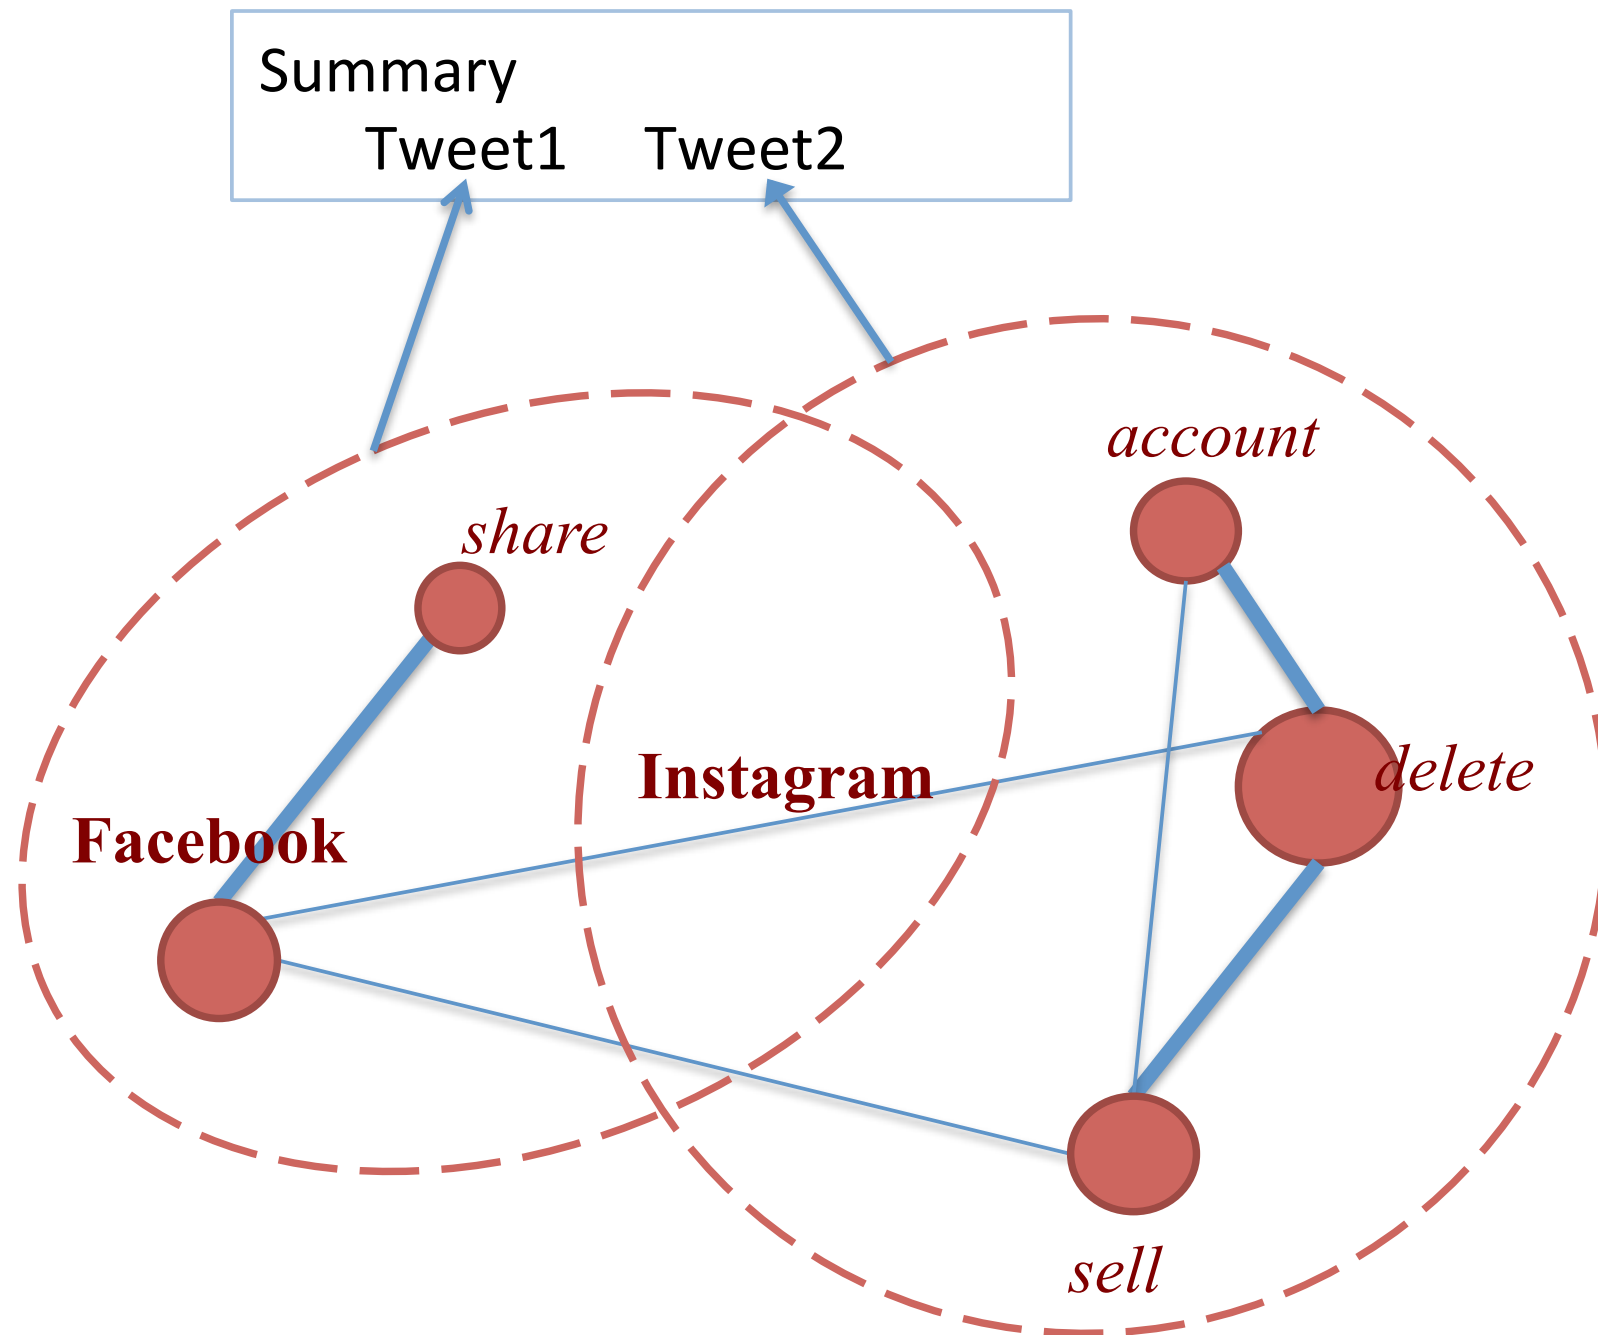 Summary
Tweet1 Tweet2
account
share
delete
Instagram
Facebook
sell